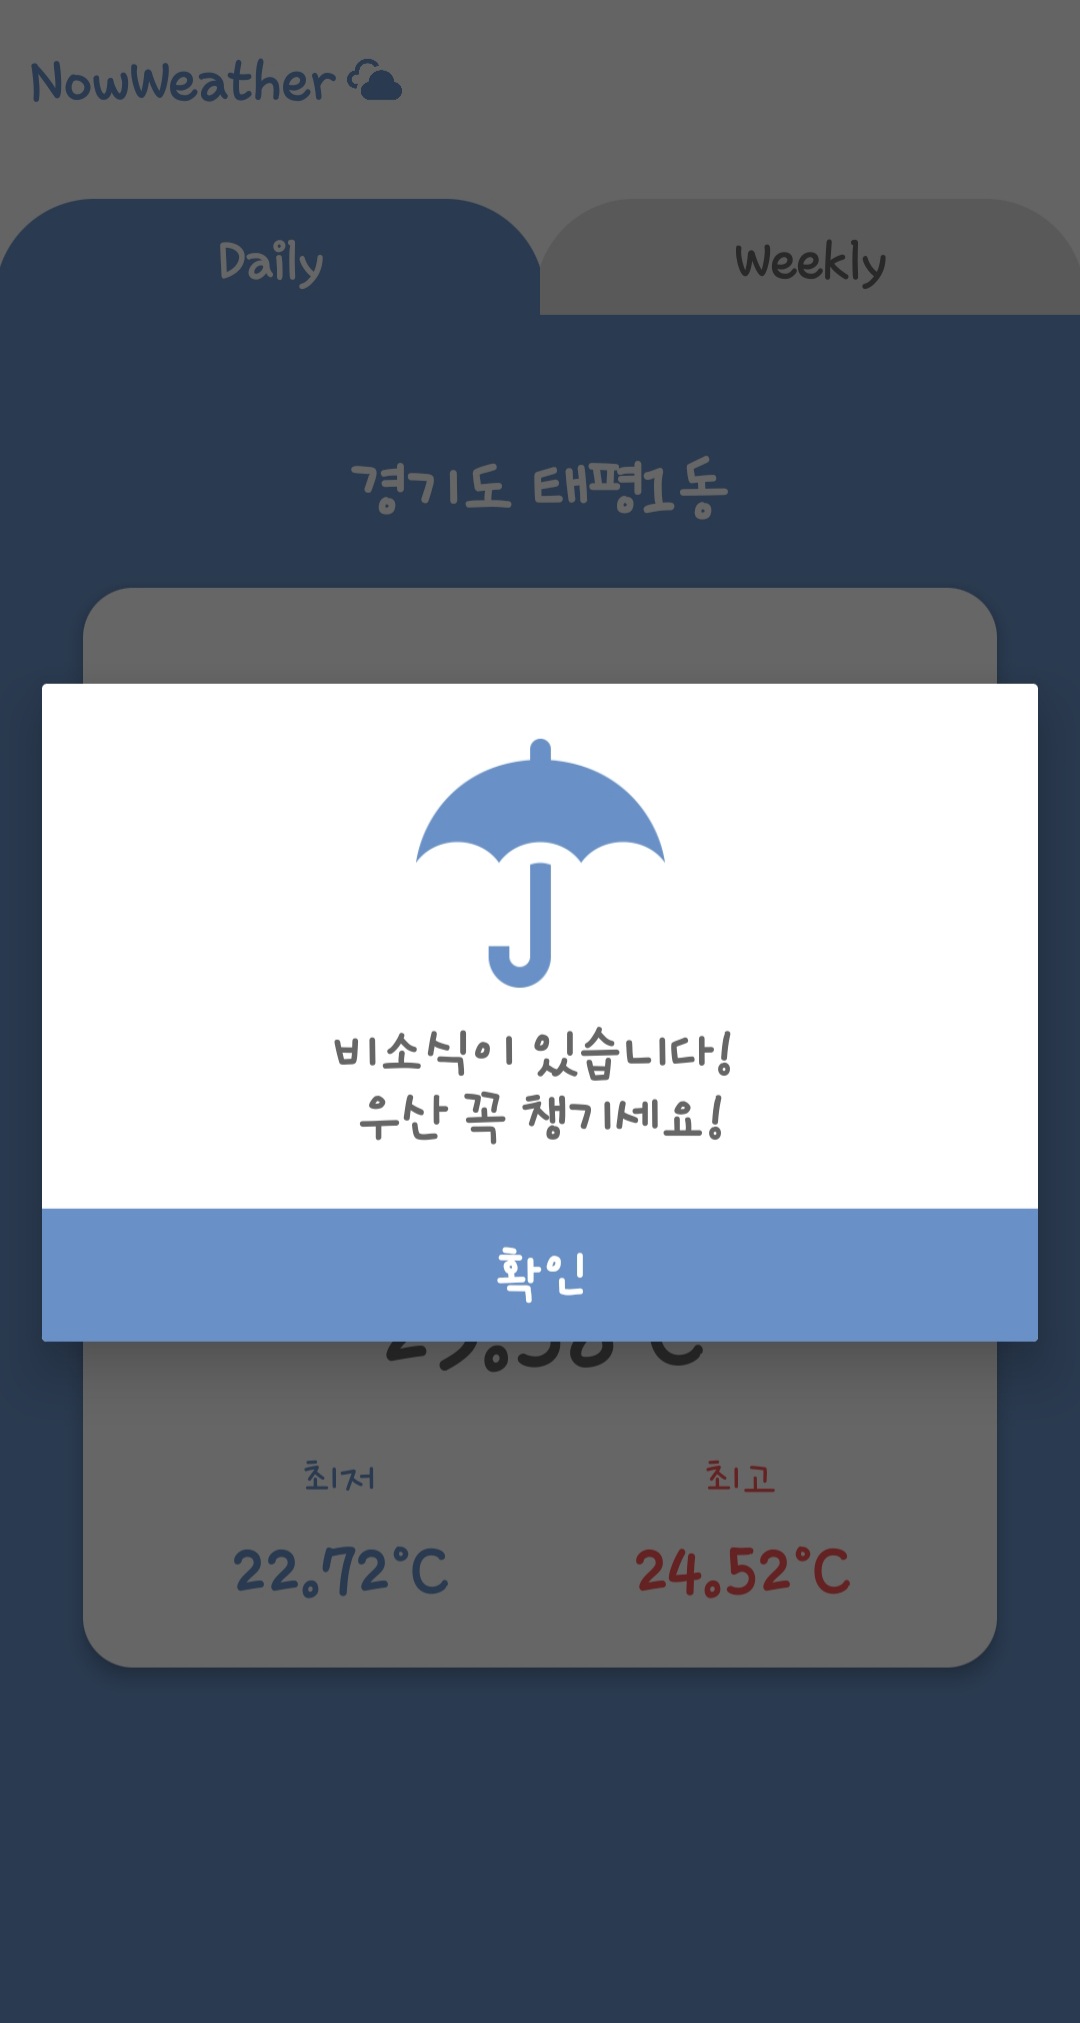 NowWeather
Daily
Weekly
경기도 태평1동
비소식이 있습니다!
우산 꼭 챙기세요!
확인
최저
최고
22.72°C
24.52°C